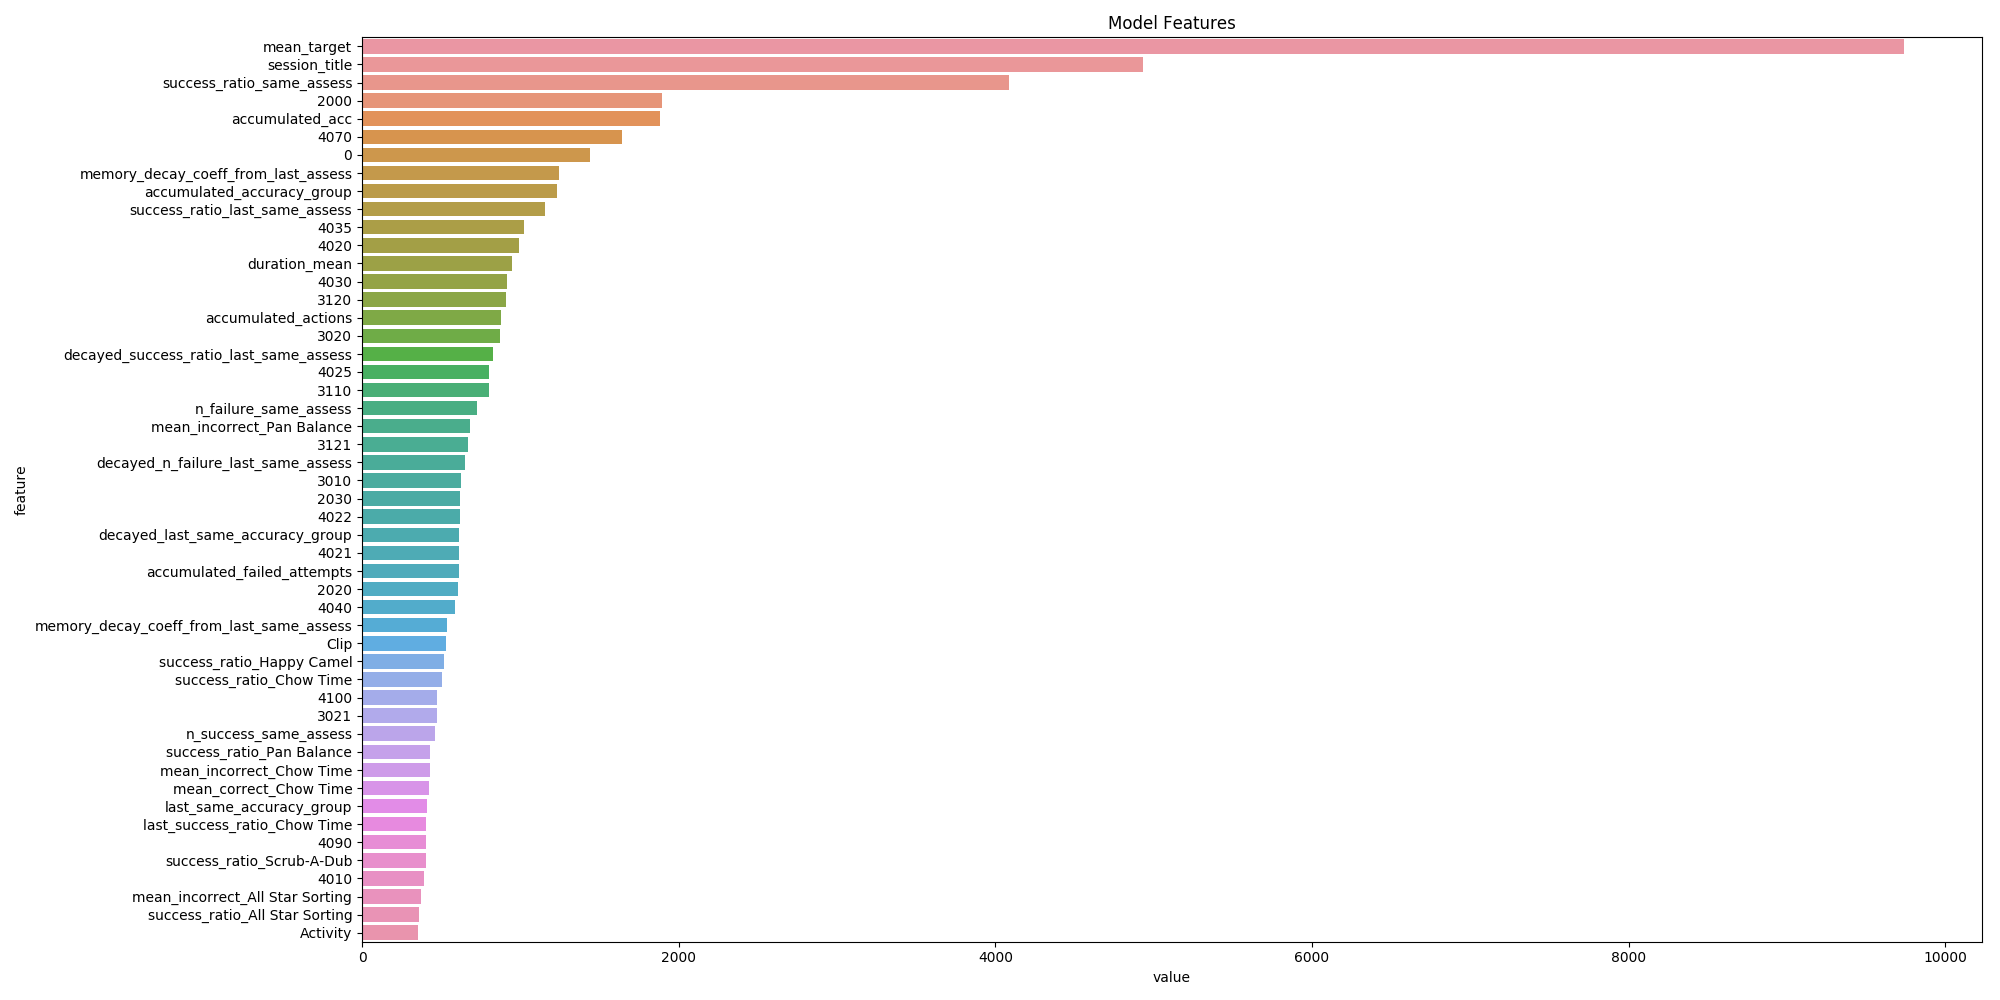 Model Features
mean_target
session_title
success_ratio_same_assess
2000
accumulated_acc
4070
0
memory_decay_coeff_from_last_assess
accumulated_accuracy_group
success_ratio_last_same_assess
4035
4020
duration_mean
4030
3120
accumulated_actions
3020
decayed_success_ratio_last_same_assess
4025
3110
n_failure_same_assess
mean_incorrect_Pan Balance
3121
decayed_n_failure_last_same_assess
3010
2030
4022
decayed_last_same_accuracy_group
4021
accumulated_failed_attempts
2020
4040
memory_decay_coeff_from_last_same_assess
Clip
success_ratio_Happy Camel
success_ratio_Chow Time
4100
3021
n_success_same_assess
success_ratio_Pan Balance
mean_incorrect_Chow Time
mean_correct_Chow Time
last_same_accuracy_group
last_success_ratio_Chow Time
4090
success_ratio_Scrub-A-Dub
4010
mean_incorrect_All Star Sorting
success_ratio_All Star Sorting
Activity
feature
0 2000 4000 6000 8000 10000
value